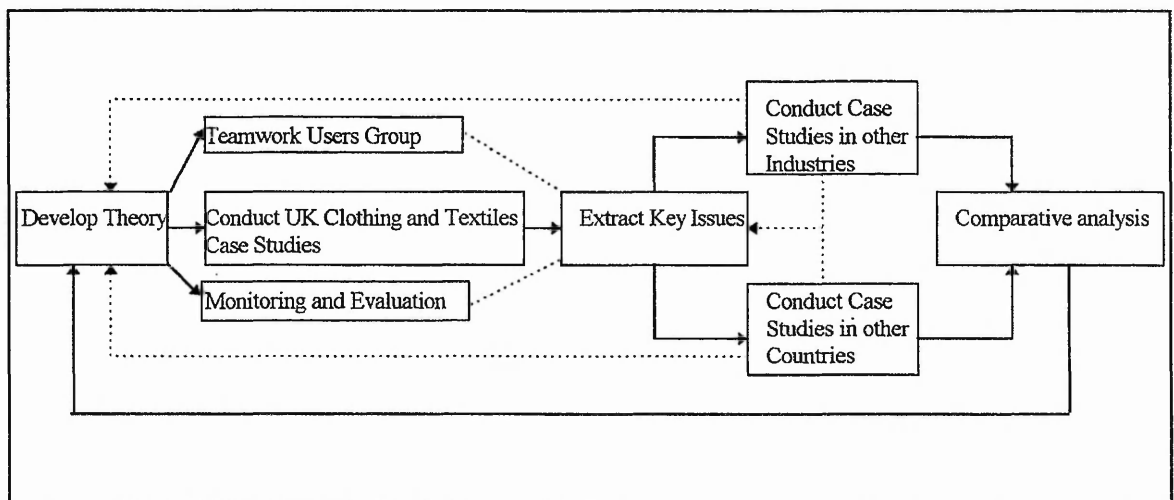 Develop Theory
Teamwork Users Group
Conduct UK Clothing and Textiles
Case Studies
Monitoring and Evaluation
Extract Key Issues
Conduct Case
Studies in other
Industries
Conduct Case
Studies in other
Countries
Comparative analysis